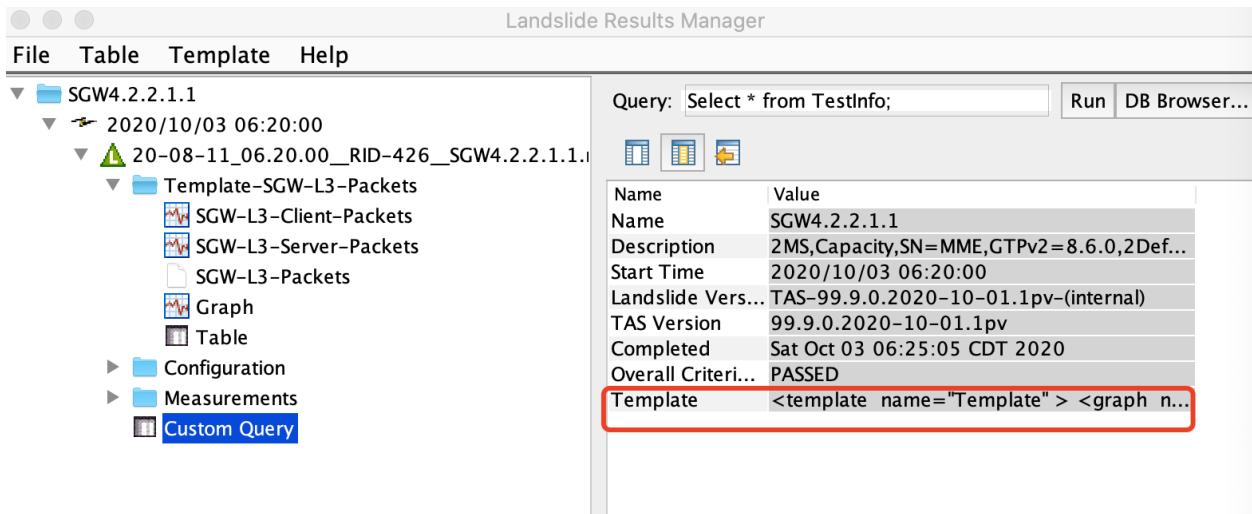 Landslide Results Manager
File Table Template Help
SGW4.2.2.1.1
2020/10/03 06:20:00
20-08-11_06.20.00__RID-426__SGW4.2.2.1.1.
Template-SGW-L3-Packets
SGW-L3-Client-Packets
SGW-L3-Server-Packets
SGW-L3-Packets
Graph
Table
Configuration
Measurements
Custom Query
Query: Select * from TestInfo; Run DB Browser...
Name Value
Name SGW4.2.2.1.1
Description 2MS,Capacity,SN=MME,GTPv2=8.6.0,2Def...
Start Time 2020/10/03 06:20:00
Landslide Vers... TAS-99.9.0.2020-10-01.1pv-(internal)
TAS Version 99.9.0.2020-10-01.1pv
Completed Sat Oct 03 06:25:05 CDT 2020
Overall Criteri... PASSED
Template <template name="Template" > <graph n...